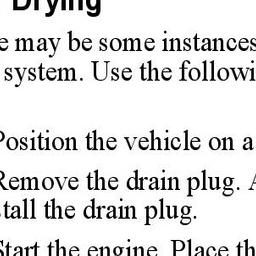 Drying
e may be some instances
system. Use the followi
Position the vehicle on a
Remove the drain plug. A
tall the drain plug.
Start the engine. Place th